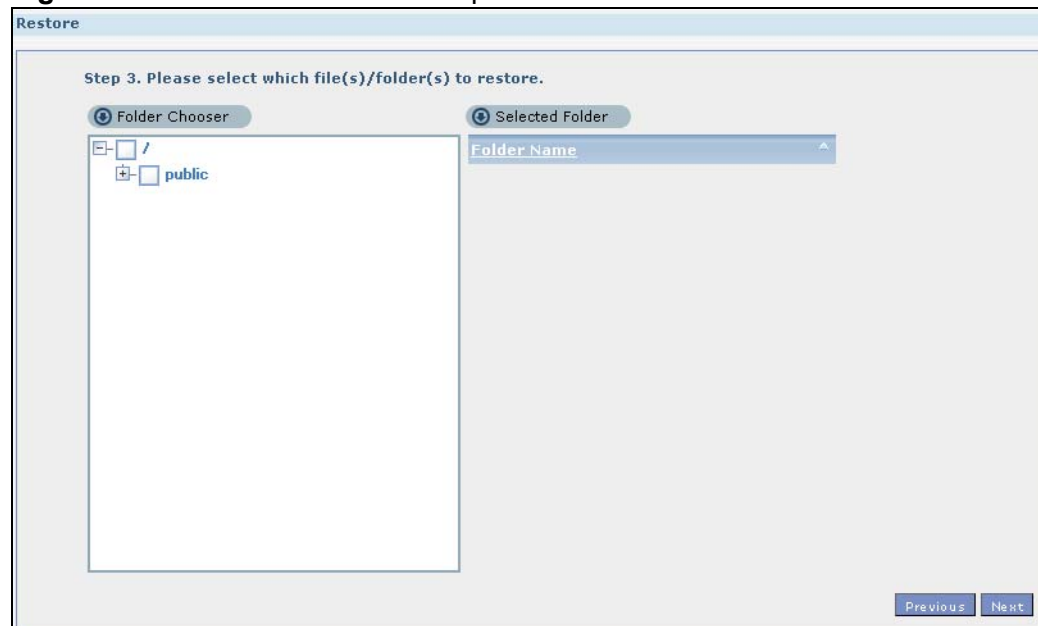 Restore
Step 3. Please select which file(s)/folder(s) to restore.
Folder Chooser
Selected Folder
/
public
Folder Name
Previous Next